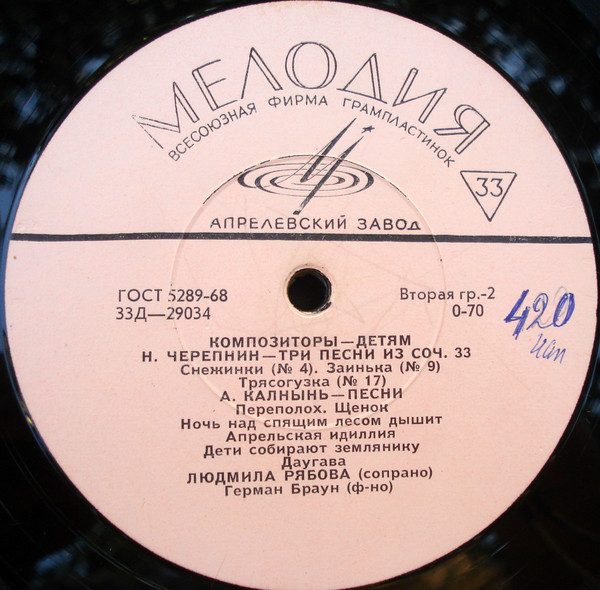 МЕЛОДИЯ
ВСЕСОЮЗНАЯ ФИРМА ГРАМПЛАСТИНОК
33
АПРЕЛЕВСКИЙ ЗАВОД
ГОСТ 5289-68
33Д—29034
Вторая гр.-2
0-70
420
КОМПОЗИТОРЫ—ДЕТЯМ
Н. ЧЕРЕПНИН—ТРИ ПЕСНИ ИЗ СОЧ. 33
Снежинки (№ 4). Заинька (№ 9)
Трясогузка (№ 17)
А. КАЛНЫНЬ—ПЕСНИ
Переполох. Щенок
Ночь над спящим лесом дышит
Апрельская идиллия
Дети собирают землянику
Даугава
ЛЮДМИЛА РЯБОВА (сопрано)
Герман Браун (ф-но)